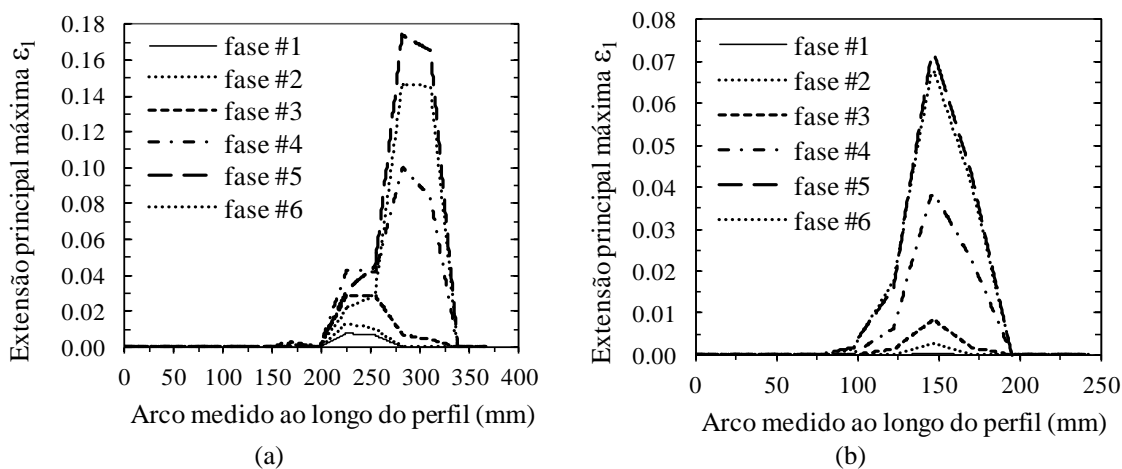 Extensão principal máxima ε1
0.18
0.16
0.14
0.12
0.10
0.08
0.06
0.04
0.02
0.00
fase #1
fase #2
fase #3
fase #4
fase #5
fase #6
0 50 100 150 200 250 300 350 400
Arco medido ao longo do perfil (mm)
(a)
Extensão principal máxima ε1
0.08
0.07
0.06
0.05
0.04
0.03
0.02
0.01
0.00
fase #1
fase #2
fase #3
fase #4
fase #5
fase #6
0 50 100 150 200 250
Arco medido ao longo do perfil (mm)
(b)